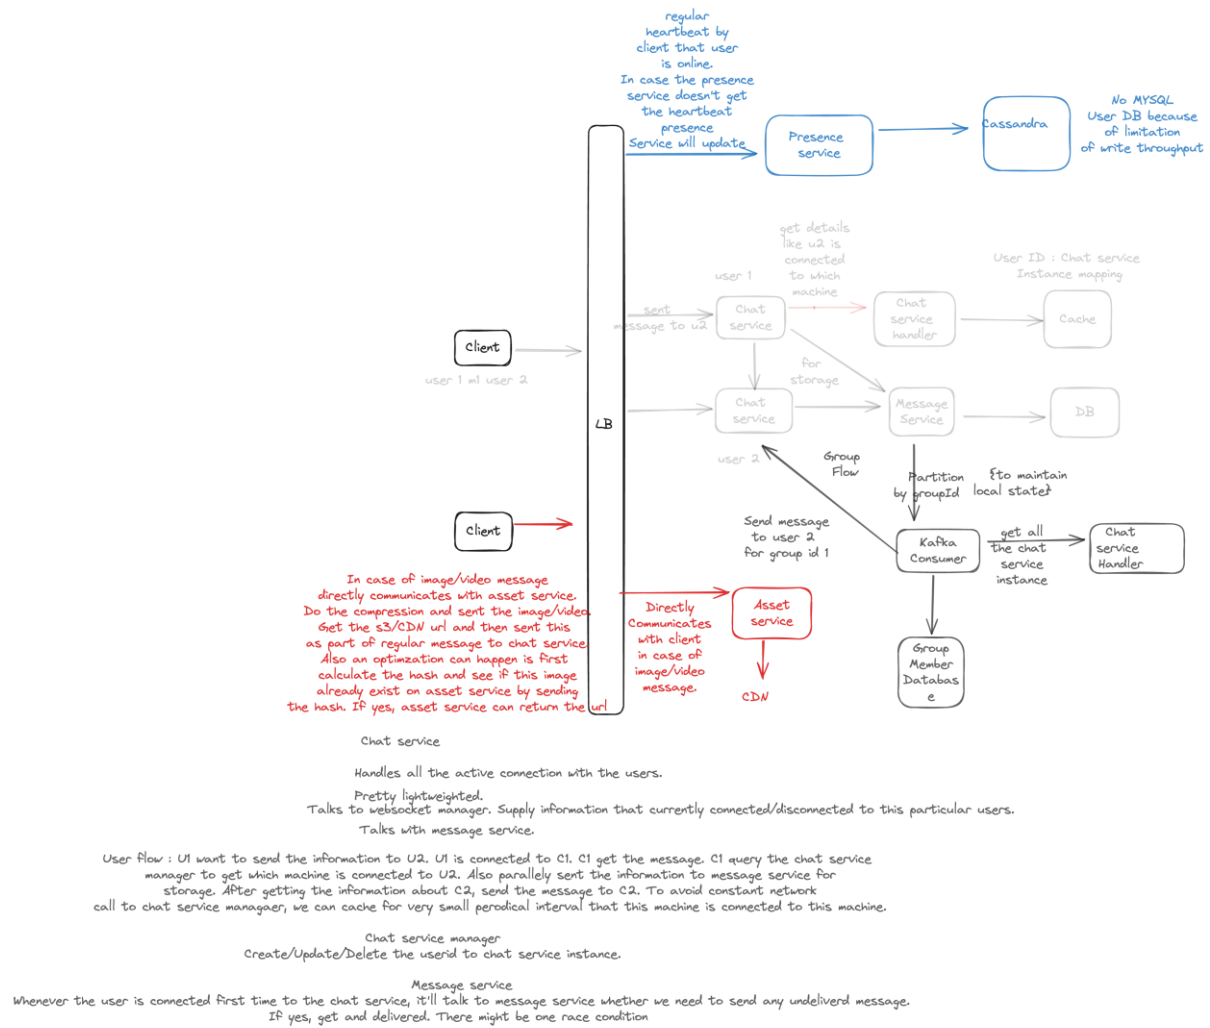 regular
heartbeat by
client that user
is online.
In case the presence
service doesn't get
the heartbeat
presence
Service will update
Presence
service
Cassandra
No MYSQL
User DB because
of limitation
of write throughput
get details
like u2 is
connected
to which
machine
user 1
User ID : Chat service
Instance mapping
sent
message to u2
Chat
service
Chat
service
handler
Cache
Client
user 1 m1 user 2
for
storage
LB
Chat
service
Message
Service
DB
user 2
Group
Flow
Partition
by groupId
{to maintain
local state}
Send message
to user 2
for group id 1
Kafka
Consumer
get all
the chat
service
instance
Chat
service
Handler
Client
In case of image/video message
directly communicates with asset service.
Do the compression and sent the image/video.
Get the s3/CDN url and then sent this
as part of regular message to chat service.
Also an optimzation can happen is first
calculate the hash and see if this image
already exist on asset service by sending
the hash. If yes, asset service can return the url
Directly
Communicates
with client
in case of
image/video
message.
Asset
service
CDN
Group
Member
Databas
e
Chat service
Handles all the active connection with the users.
Pretty lightweighted.
Talks to websocket manager. Supply information that currently connected/disconnected to this particular users.
Talks with message service.
User flow : U1 want to send the information to U2. U1 is connected to C1. C1 get the message. C1 query the chat service
manager to get which machine is connected to U2. Also parallely sent the information to message service for
storage. After getting the information about C2, send the message to C2. To avoid constant network
call to chat service managaer, we can cache for very small perodical interval that this machine is connected to this machine.
Chat service manager
Create/Update/Delete the userid to chat service instance.
Message service
Whenever the user is connected first time to the chat service, it'll talk to message service whether we need to send any undeliverd message.
If yes, get and delivered. There might be one race condition